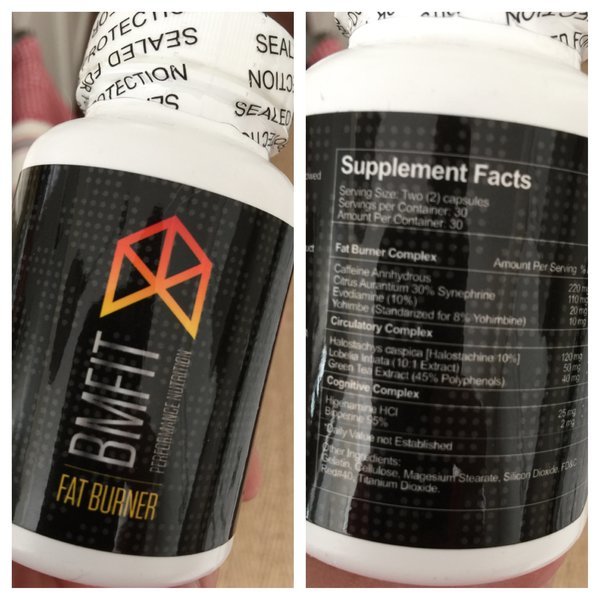 PROTECTION
SEALED FOR
SEALED
PROTECTION
BMFIT
PERFORMANCE NUTRITION
FAT BURNER
Supplement Facts
Serving Size: Two (2) capsules
Servings per Container: 30
Amount Per Container: 30
Fat Burner Complex Amount Per Serving %
Caffeine Annhydrous 220 m
Citrus Aurantium 30% Synephrine 110 mg
Evodiamine (10%) 20 mg
Yohimbe (Standardized for 8% Yohimbine) 10 mg
Circulatory Complex
Halostachys caspica [Halostachine 10%] 120 mg
Lobelia Inflata (10:1 Extract) 50 mg
Green Tea Extract (45% Polyphenols) 40 mg
Cognitive Complex
Higenamine HCl 25 mg
Bioperine 95% 2 mg
*Daily Value not Established
Other Ingredients:
Gelatin, Cellulose, Magesium Stearate, Silicon Dioxide, FD&C
Red#40, Titanium Dioxide.